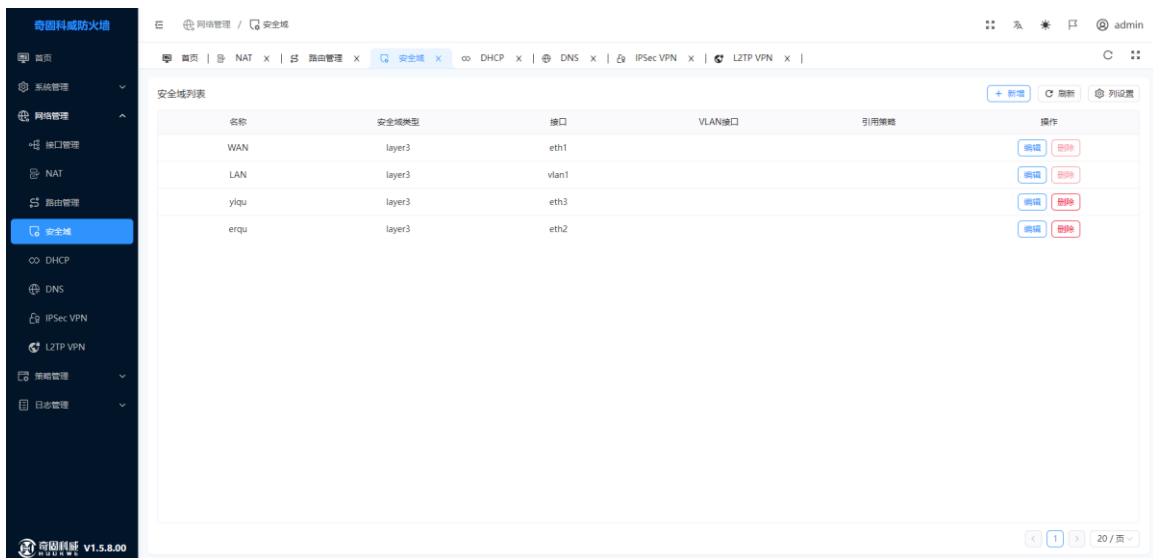 奇固科威防火墙
网络管理 / 安全域
admin
首页 | NAT x | 路由管理 x 安全域 x DHCP x | DNS x | IPSec VPN x | L2TP VPN x |
首页
系统管理
网络管理
接口管理
NAT
路由管理
安全域
DHCP
DNS
IPSec VPN
L2TP VPN
策略管理
日志管理
奇固科威 V1.5.8.00
安全域列表
+ 新增 刷新 列设置
名称 安全域类型 接口 VLAN接口 引用策略 操作
WAN layer3 eth1 编辑 删除
LAN layer3 vlan1 编辑 删除
yiqu layer3 eth3 编辑 删除
erqu layer3 eth2 编辑 删除
< 1 > 20 / 页